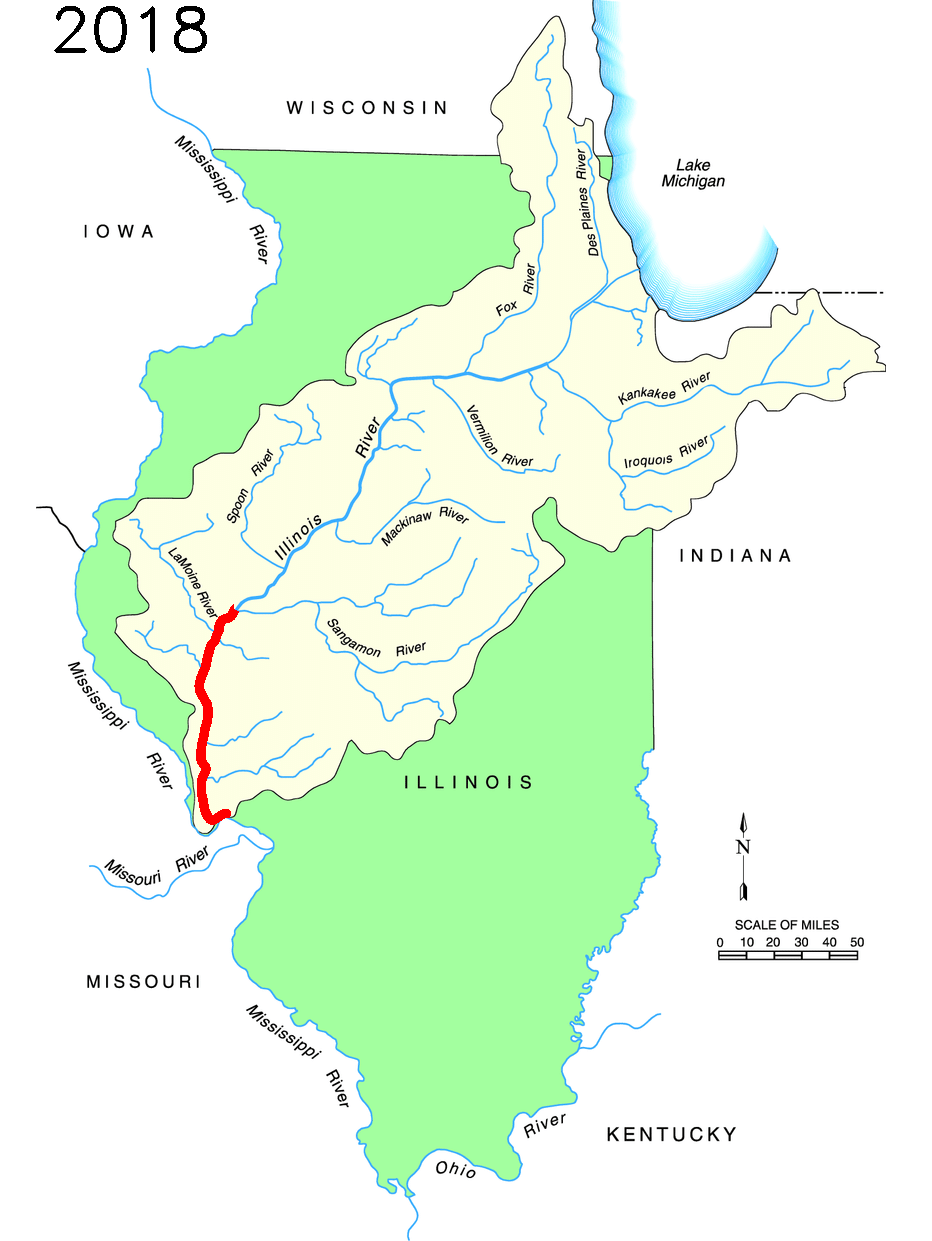 2018
WISCONSIN
Mississippi
River
IOWA
Lake
Michigan
Des Plaines River
Fox
River
Kankakee River
Iroquois River
Vermilion River
Illinois
River
Spoon
River
Mackinaw River
LaMoine River
Sangamon River
INDIANA
Mississippi
River
ILLINOIS
Missouri River
N
SCALE OF MILES
0 10 20 30 40 50
MISSOURI
Mississippi
River
Ohio
River
KENTUCKY